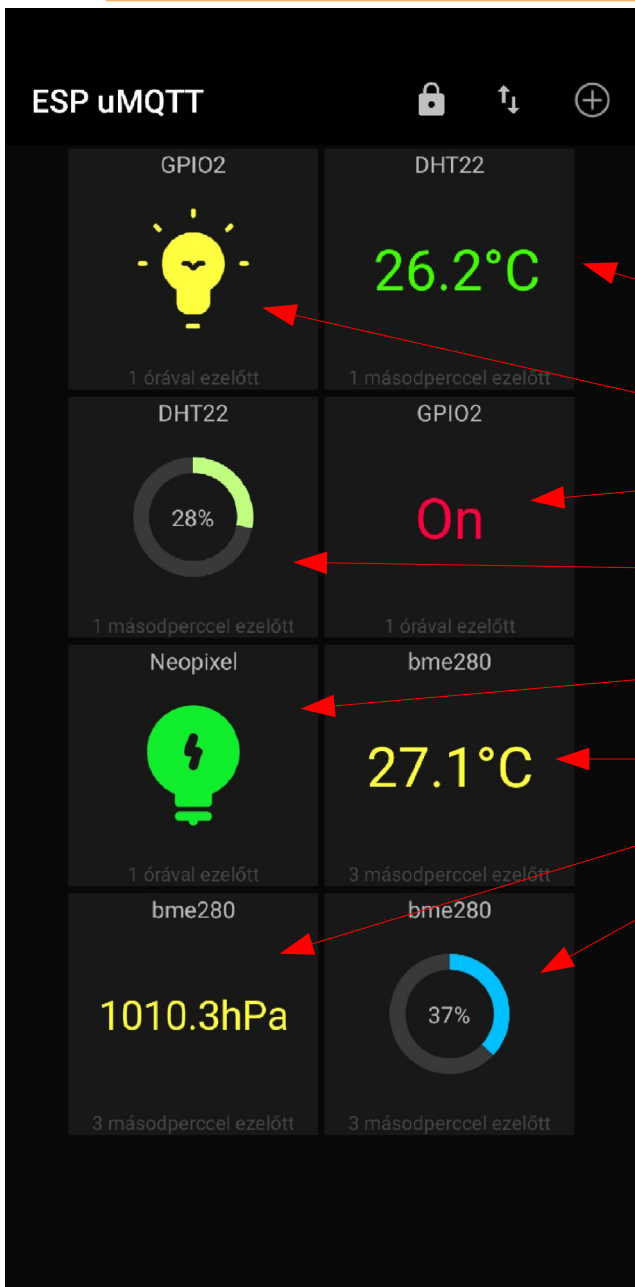 ESP uMQTT
GPIO2
DHT22
26.2°C
1 órával ezelőtt
1 másodperccel ezelőtt
DHT22
GPIO2
28%
On
1 másodperccel ezelőtt
1 órával ezelőtt
Neopixel
bme280
27.1°C
1 órával ezelőtt
3 másodperccel ezelőtt
bme280
bme280
1010.3hPa
37%
3 másodperccel ezelőtt
3 másodperccel ezelőtt